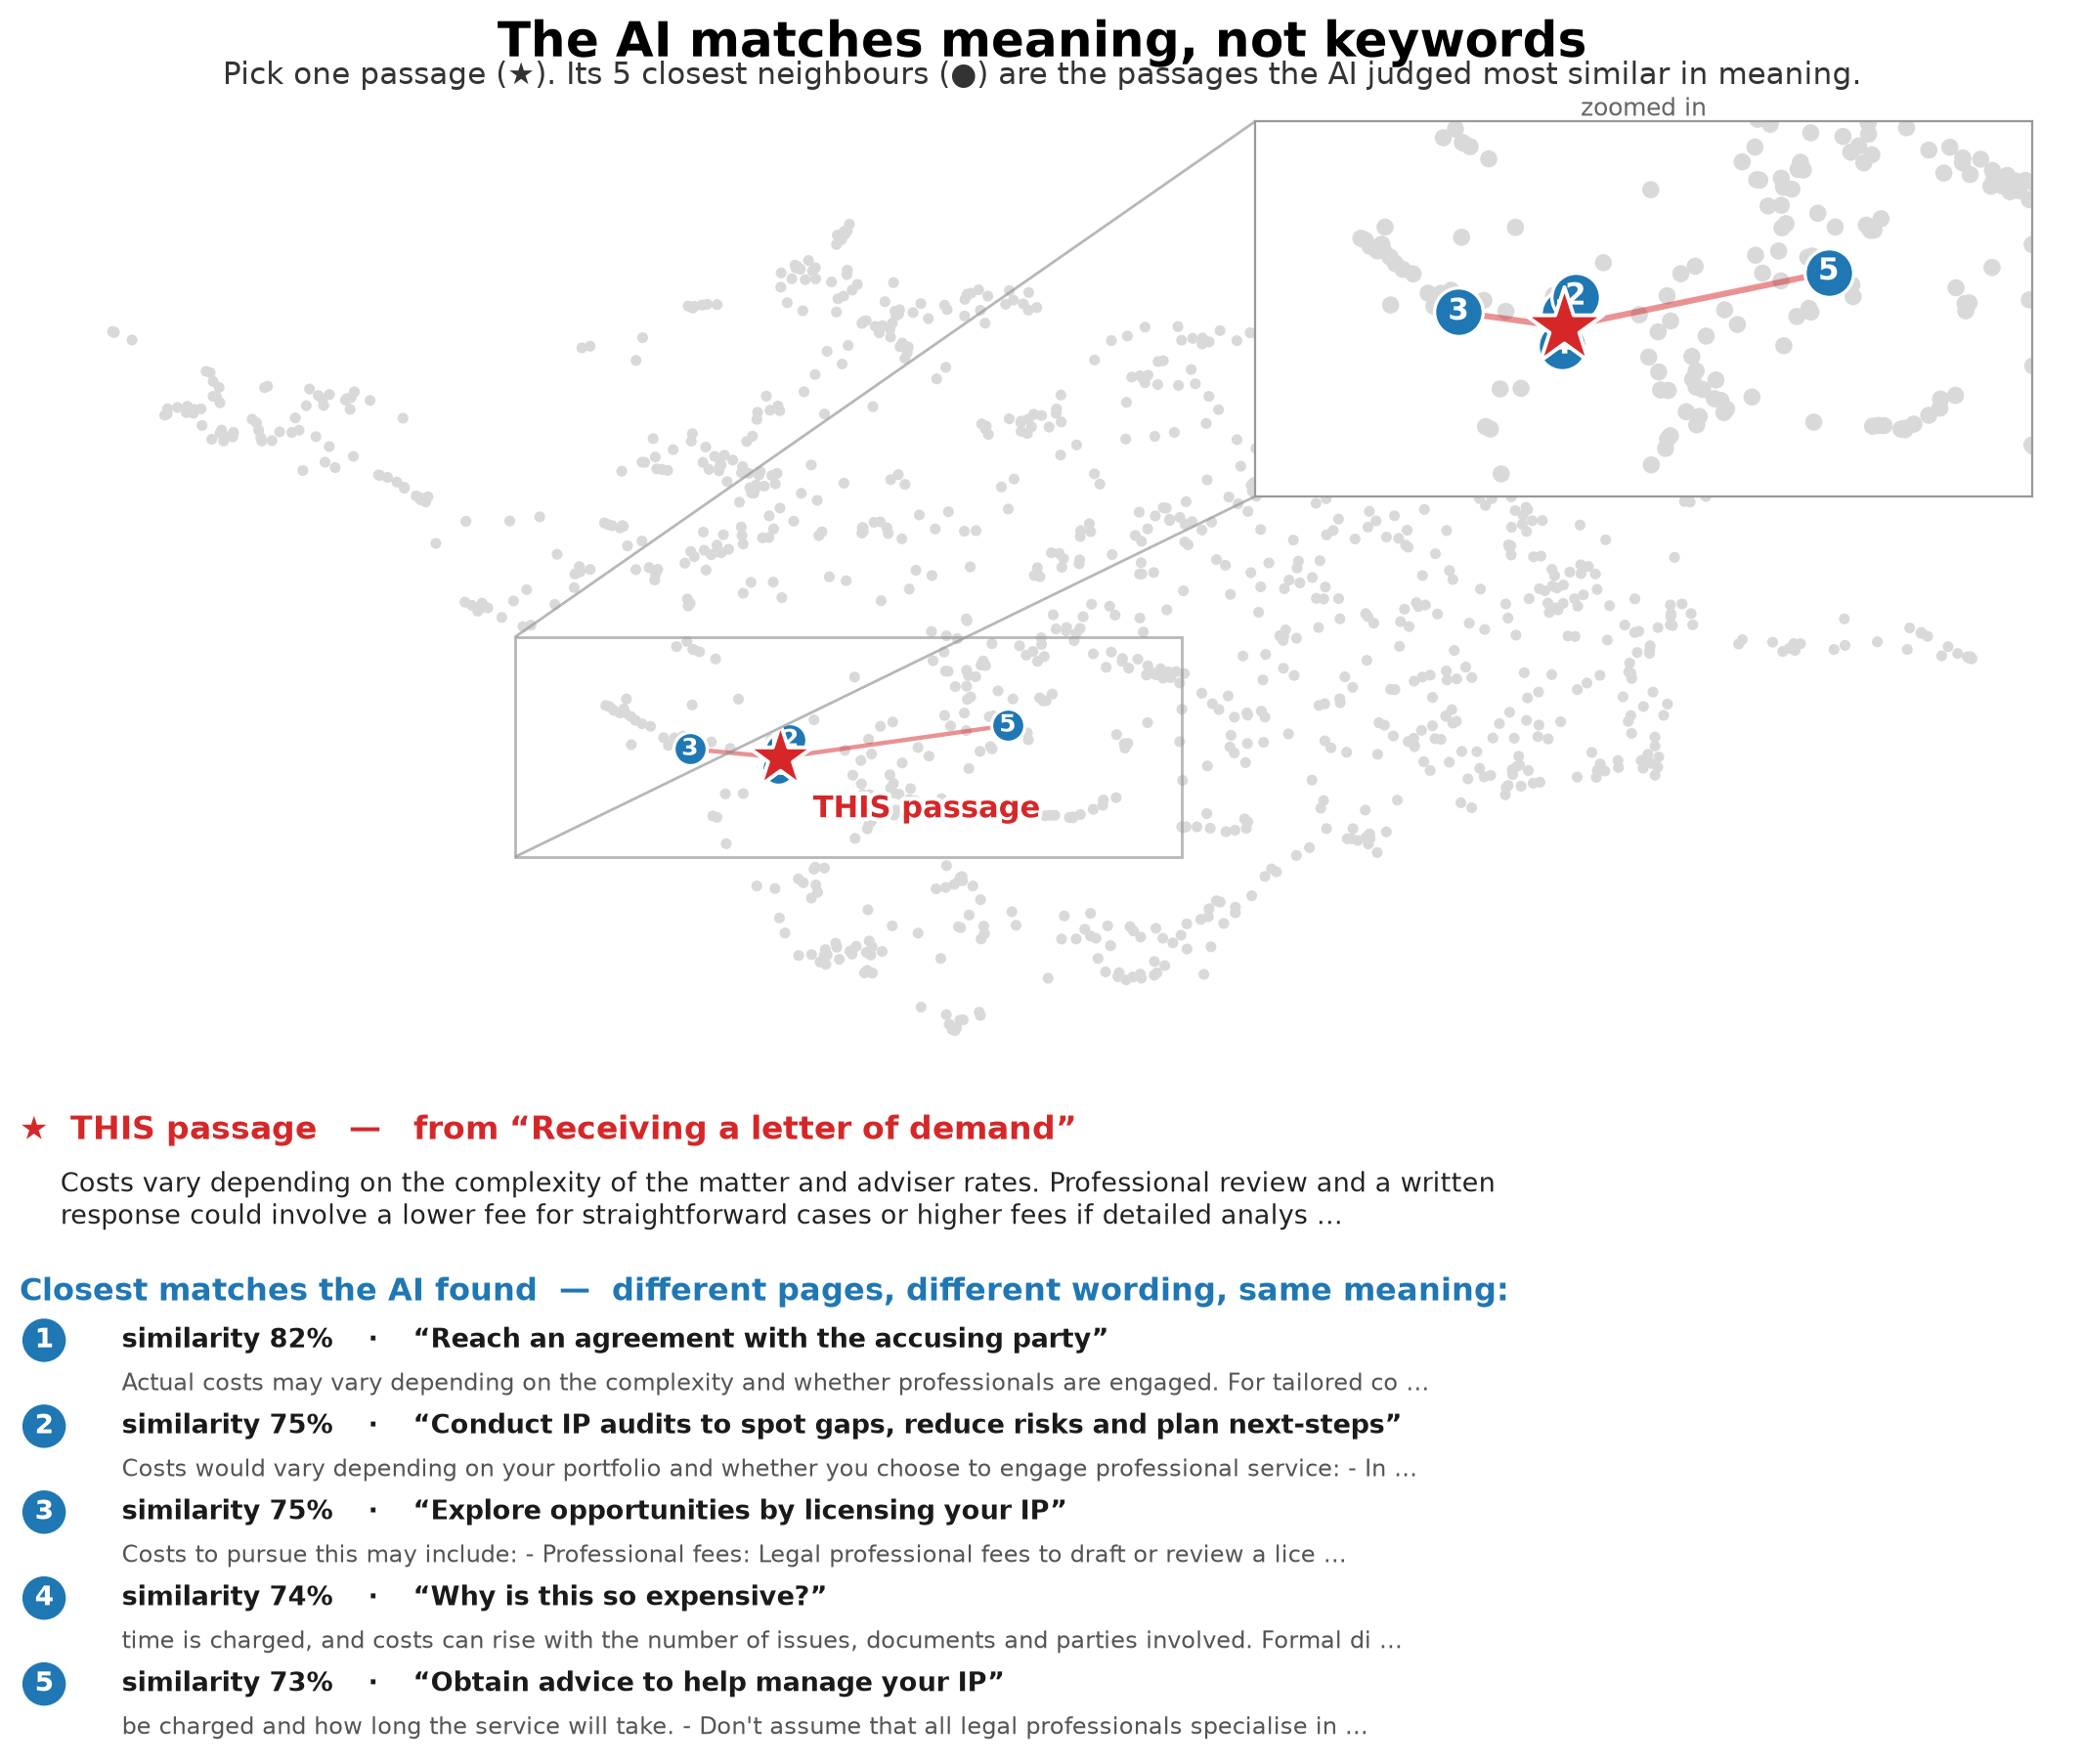 The AI matches meaning, not keywords
Pick one passage (★). Its 5 closest neighbours (●) are the passages the AI judged most similar in meaning.
zoomed in
3
2
5
3
2
5
THIS passage
★ THIS passage — from “Receiving a letter of demand”
Costs vary depending on the complexity of the matter and adviser rates. Professional review and a written
response could involve a lower fee for straightforward cases or higher fees if detailed analys ...
Closest matches the AI found — different pages, different wording, same meaning:
1 similarity 82% · “Reach an agreement with the accusing party”
Actual costs may vary depending on the complexity and whether professionals are engaged. For tailored co ...
2 similarity 75% · “Conduct IP audits to spot gaps, reduce risks and plan next-steps”
Costs would vary depending on your portfolio and whether you choose to engage professional service: - In ...
3 similarity 75% · “Explore opportunities by licensing your IP”
Costs to pursue this may include: - Professional fees: Legal professional fees to draft or review a lice ...
4 similarity 74% · “Why is this so expensive?”
time is charged, and costs can rise with the number of issues, documents and parties involved. Formal di ...
5 similarity 73% · “Obtain advice to help manage your IP”
be charged and how long the service will take. - Don't assume that all legal professionals specialise in ...